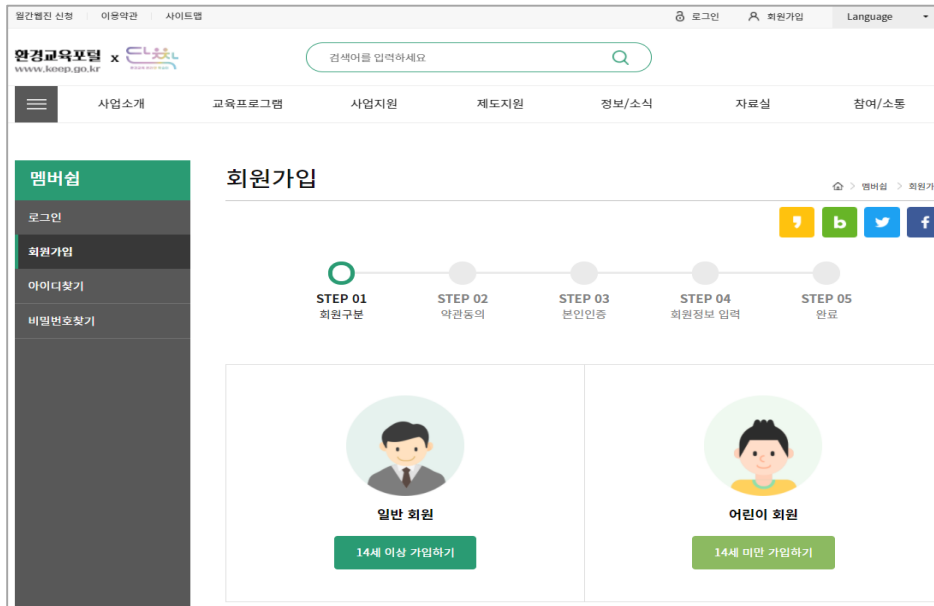 월간웹진 신청 이용약관 사이트맵 로그인 회원가입 Language
환경교육포털 x
www.keep.go.kr
검색어를 입력하세요
사업소개 교육프로그램 사업지원 제도지원 정보/소식 자료실 참여/소통
멤버쉽
로그인
회원가입
아이디찾기
비밀번호찾기
회원가입
멤버쉽 > 회원가
STEP 01 STEP 02 STEP 03 STEP 04 STEP 05
회원구분 약관동의 본인인증 회원정보 입력 완료
일반 회원 어린이 회원
14세 이상 가입하기 14세 미만 가입하기